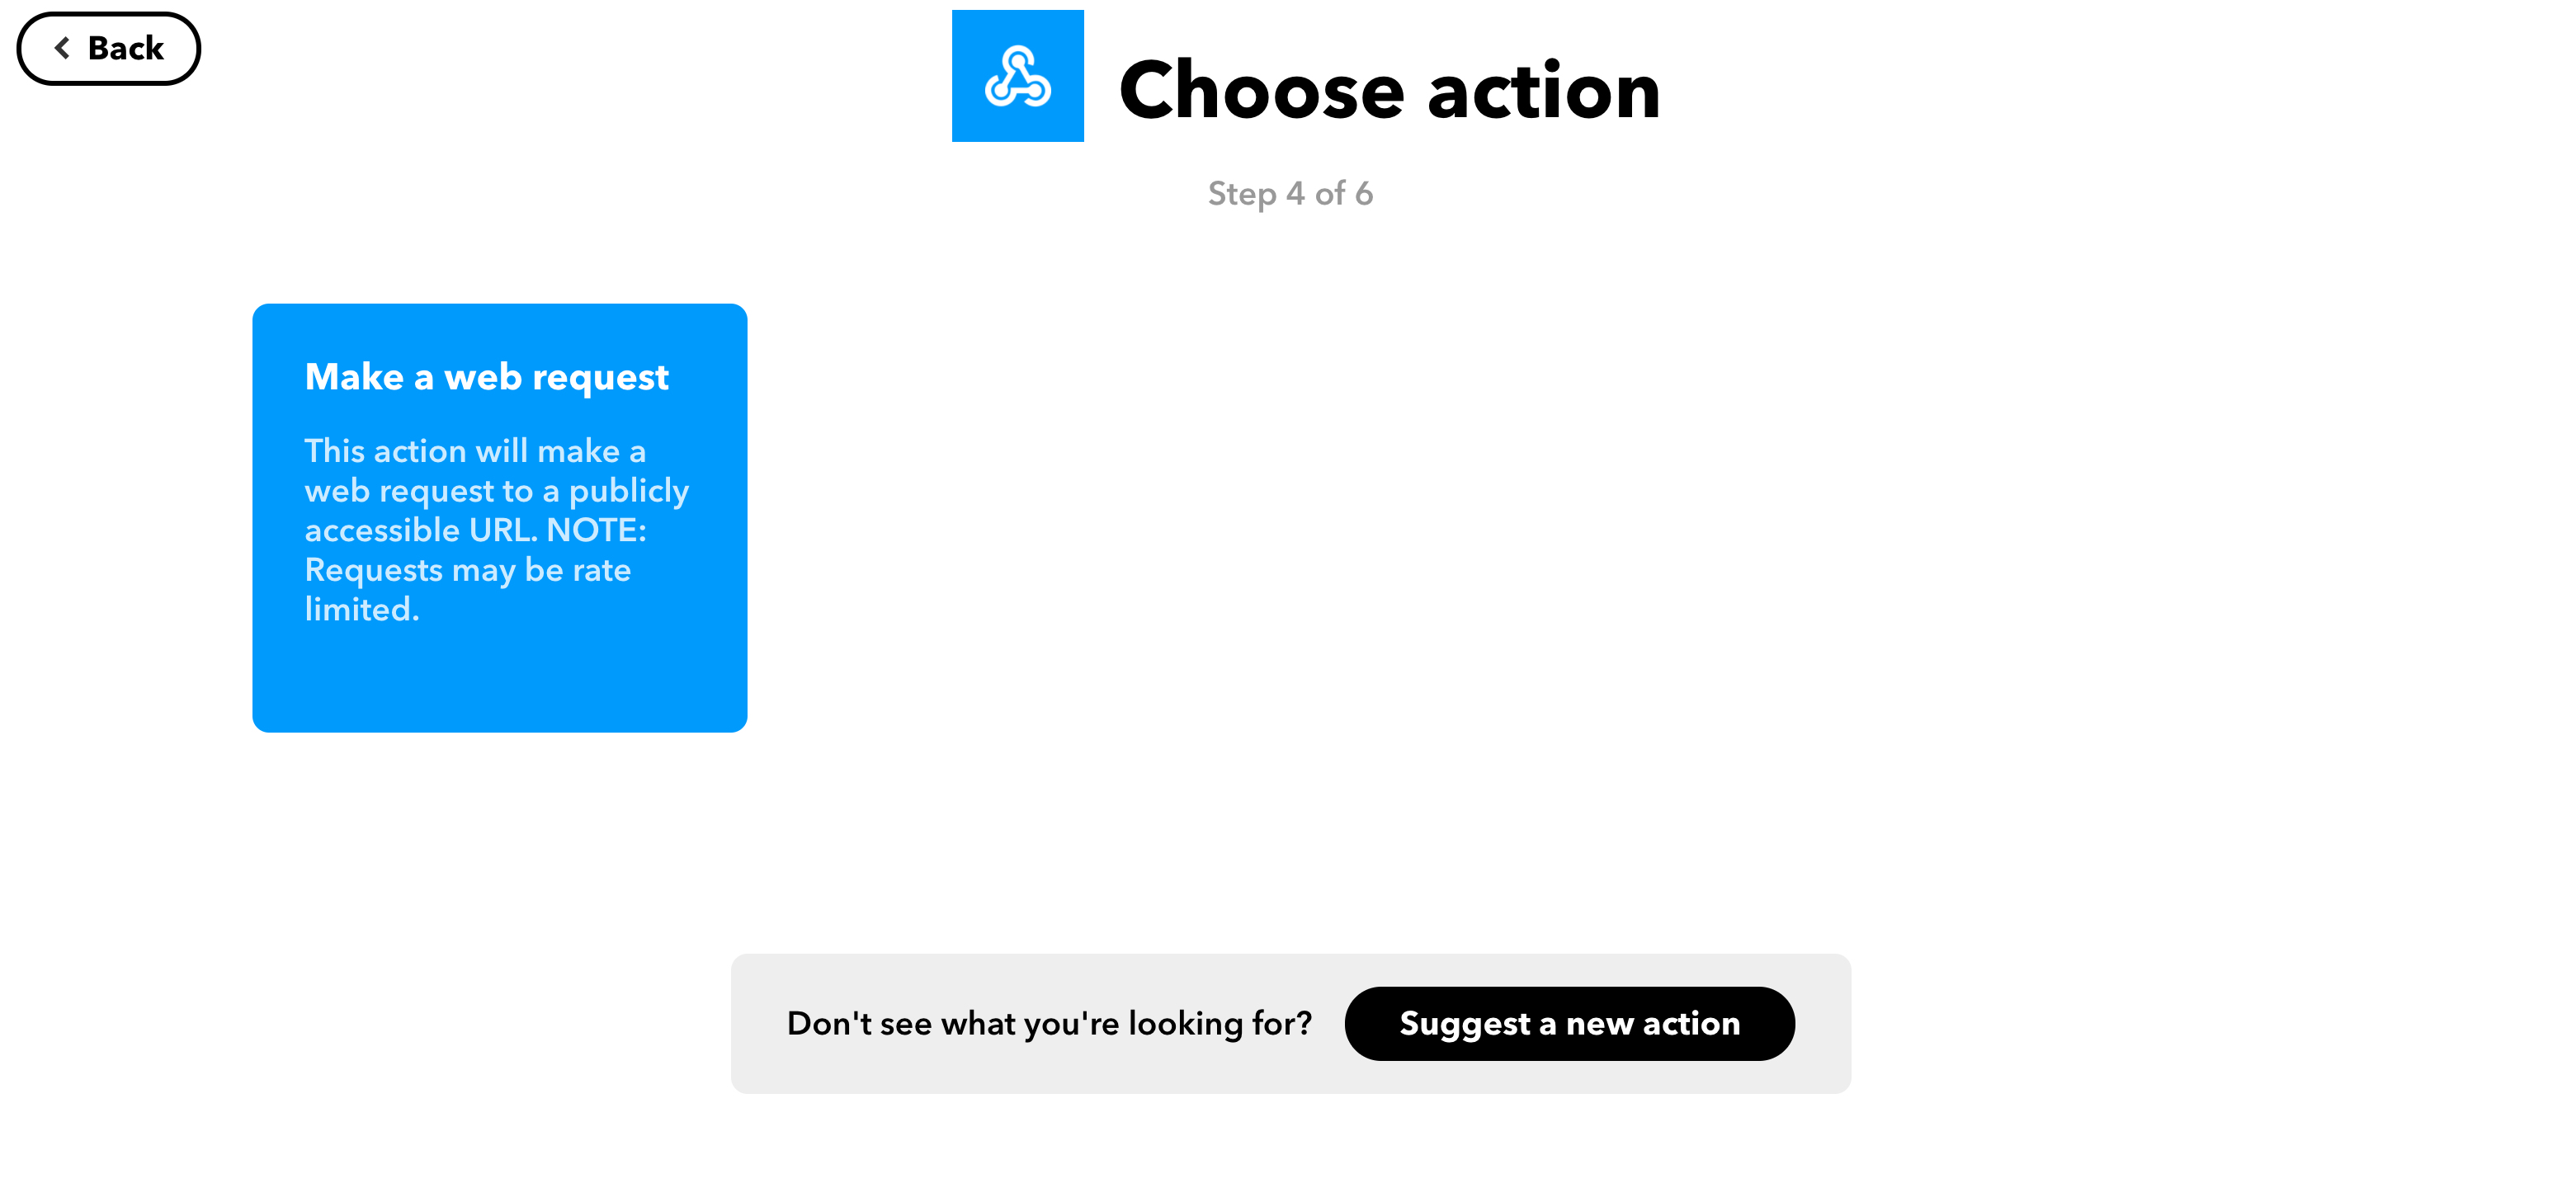 Back
Choose action
Step 4 of 6
Make a web request
This action will make a
web request to a publicly
accessible URL. NOTE:
Requests may be rate
limited.
Don't see what you're looking for?
Suggest a new action